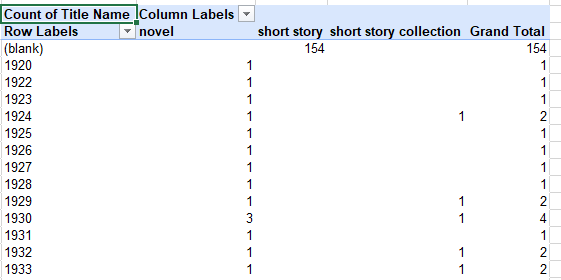 Count of Title Name Column Labels
Row Labels novel short story short story collection Grand Total
(blank) 154 154
1920 1 1
1922 1 1
1923 1 1
1924 1 1 2
1925 1 1
1926 1 1
1927 1 1
1928 1 1
1929 1 1 2
1930 3 1 4
1931 1 1
1932 1 1 2
1933 1 1 2